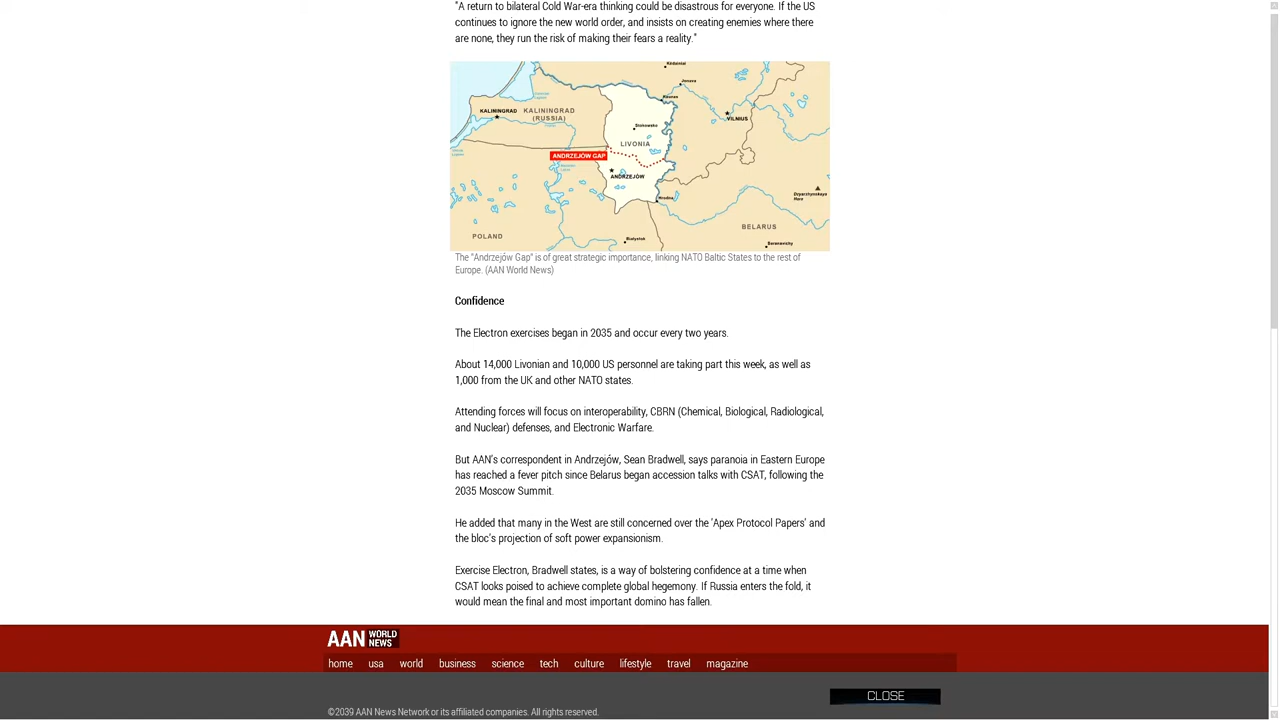 "A return to bilateral Cold War-era thinking could be disastrous for everyone. If the US
continues to ignore the new world order, and insists on creating enemies where there
are none, they run the risk of making their fears a reality."
Kėdainiai
Jonava
Kaunas
KALININGRAD
KALININGRAD
(RUSSIA)
VILNIUS
Stołowsko
LIVONIA
ANDRZEJÓW GAP
ANDRZEJÓW
Dzyarzhynskaya
Hara
Hrodna
BELARUS
POLAND
Białystok
Baranavichy
The "Andrzejów Gap" is of great strategic importance, linking NATO Baltic States to the rest of
Europe. (AAN World News)
Confidence
The Electron exercises began in 2035 and occur every two years.
About 14,000 Livonian and 10,000 US personnel are taking part this week, as well as
1,000 from the UK and other NATO states.
Attending forces will focus on interoperability, CBRN (Chemical, Biological, Radiological,
and Nuclear) defenses, and Electronic Warfare.
But AAN's correspondent in Andrzejów, Sean Bradwell, says paranoia in Eastern Europe
has reached a fever pitch since Belarus began accession talks with CSAT, following the
2035 Moscow Summit.
He added that many in the West are still concerned over the 'Apex Protocol Papers' and
the bloc's projection of soft power expansionism.
Exercise Electron, Bradwell states, is a way of bolstering confidence at a time when
CSAT looks poised to achieve complete global hegemony. If Russia enters the fold, it
would mean the final and most important domino has fallen.
AAN WORLD NEWS
home usa world business science tech culture lifestyle travel magazine
CLOSE
©2039 AAN News Network or its affiliated companies. All rights reserved.